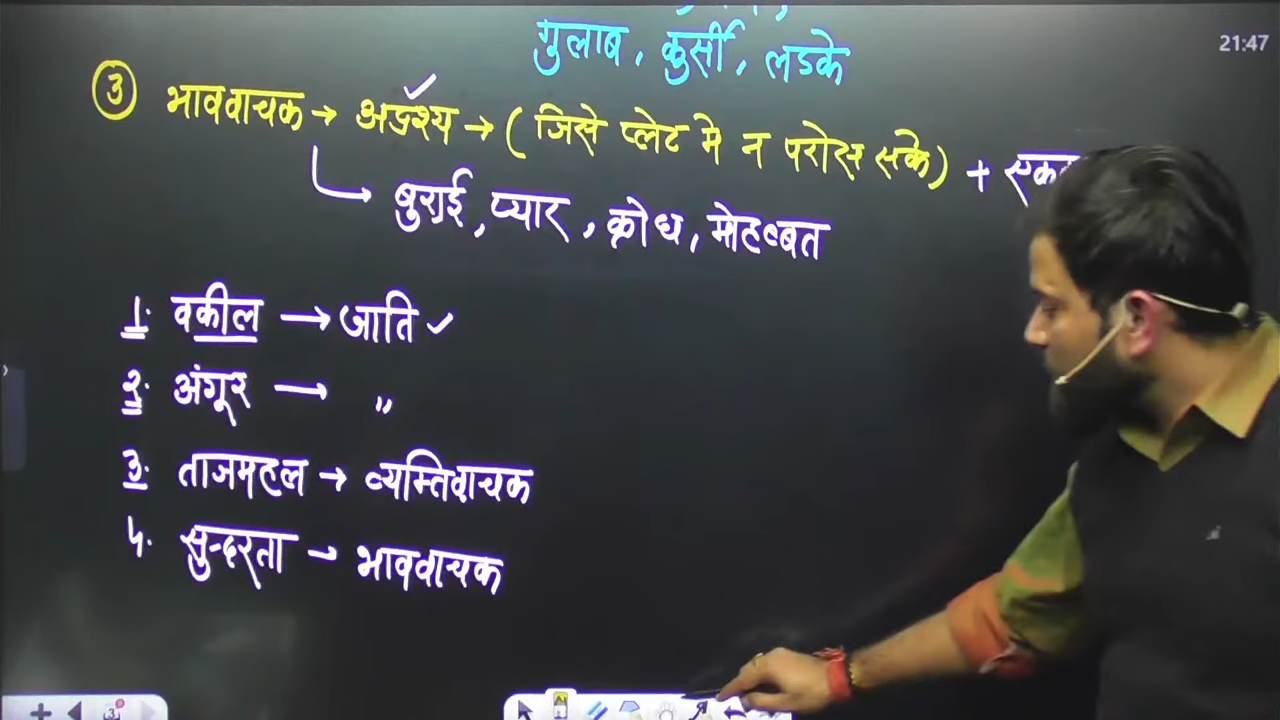 गुलाब, कुर्सी, लडके
21:47
③ भाववाचक → अदृश्य → ( जिसे प्लेट मे न परोस सके) +
बुराई, प्यार, क्रोध, मोहब्बत
1. वकील → जाति ✓
2. अंगूर → "
3. ताजमहल → व्यक्तिवाचक
4. सुन्दरता → भाववाचक